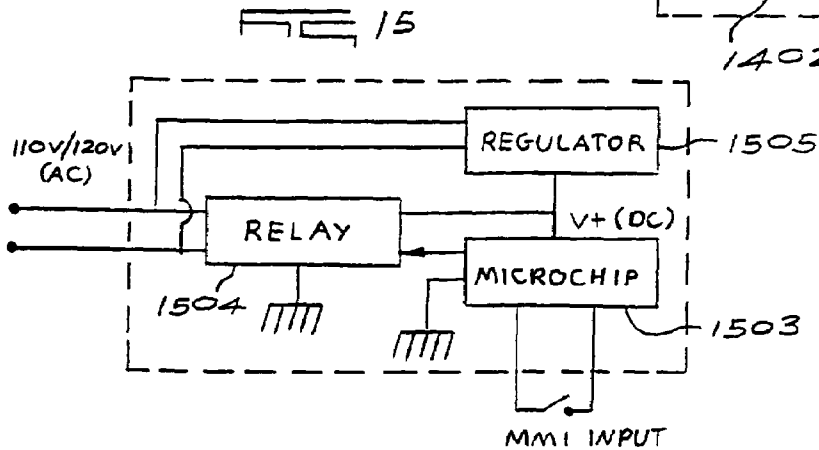 15
1402
110V/120V
(AC)
REGULATOR
1505
RELAY
V+ (DC)
1504
MICROCHIP
1503
MMI INPUT